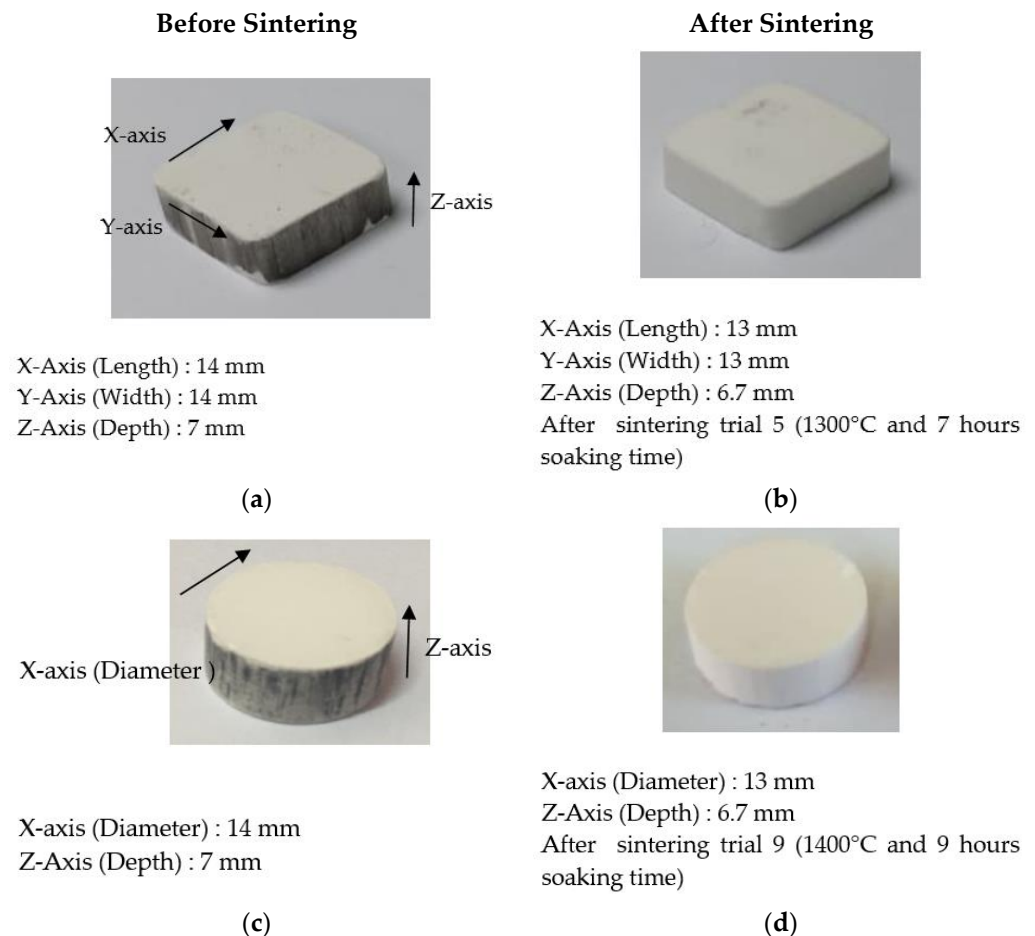 Before Sintering
After Sintering
X-axis
Y-axis
Z-axis
X-Axis (Length) : 14 mm
Y-Axis (Width) : 14 mm
Z-Axis (Depth) : 7 mm
(a)
X-Axis (Length) : 13 mm
Y-Axis (Width) : 13 mm
Z-Axis (Depth) : 6.7 mm
After sintering trial 5 (1300°C and 7 hours
soaking time)
(b)
X-axis (Diameter )
Z-axis
X-axis (Diameter) : 14 mm
Z-Axis (Depth) : 7 mm
(c)
X-axis (Diameter) : 13 mm
Z-Axis (Depth) : 6.7 mm
After sintering trial 9 (1400°C and 9 hours
soaking time)
(d)